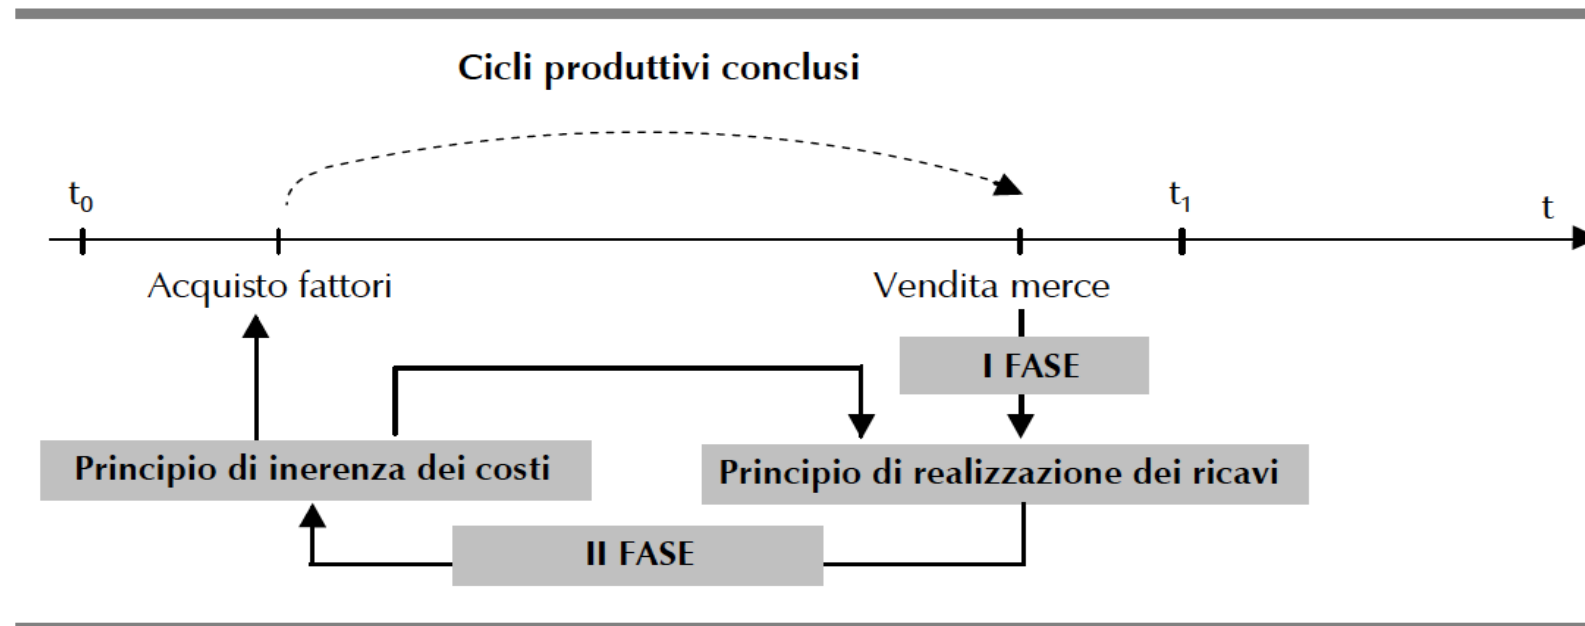 Cicli produttivi conclusi
t₀
t₁
t
Acquisto fattori
Vendita merce
I FASE
Principio di inerenza dei costi
Principio di realizzazione dei ricavi
II FASE